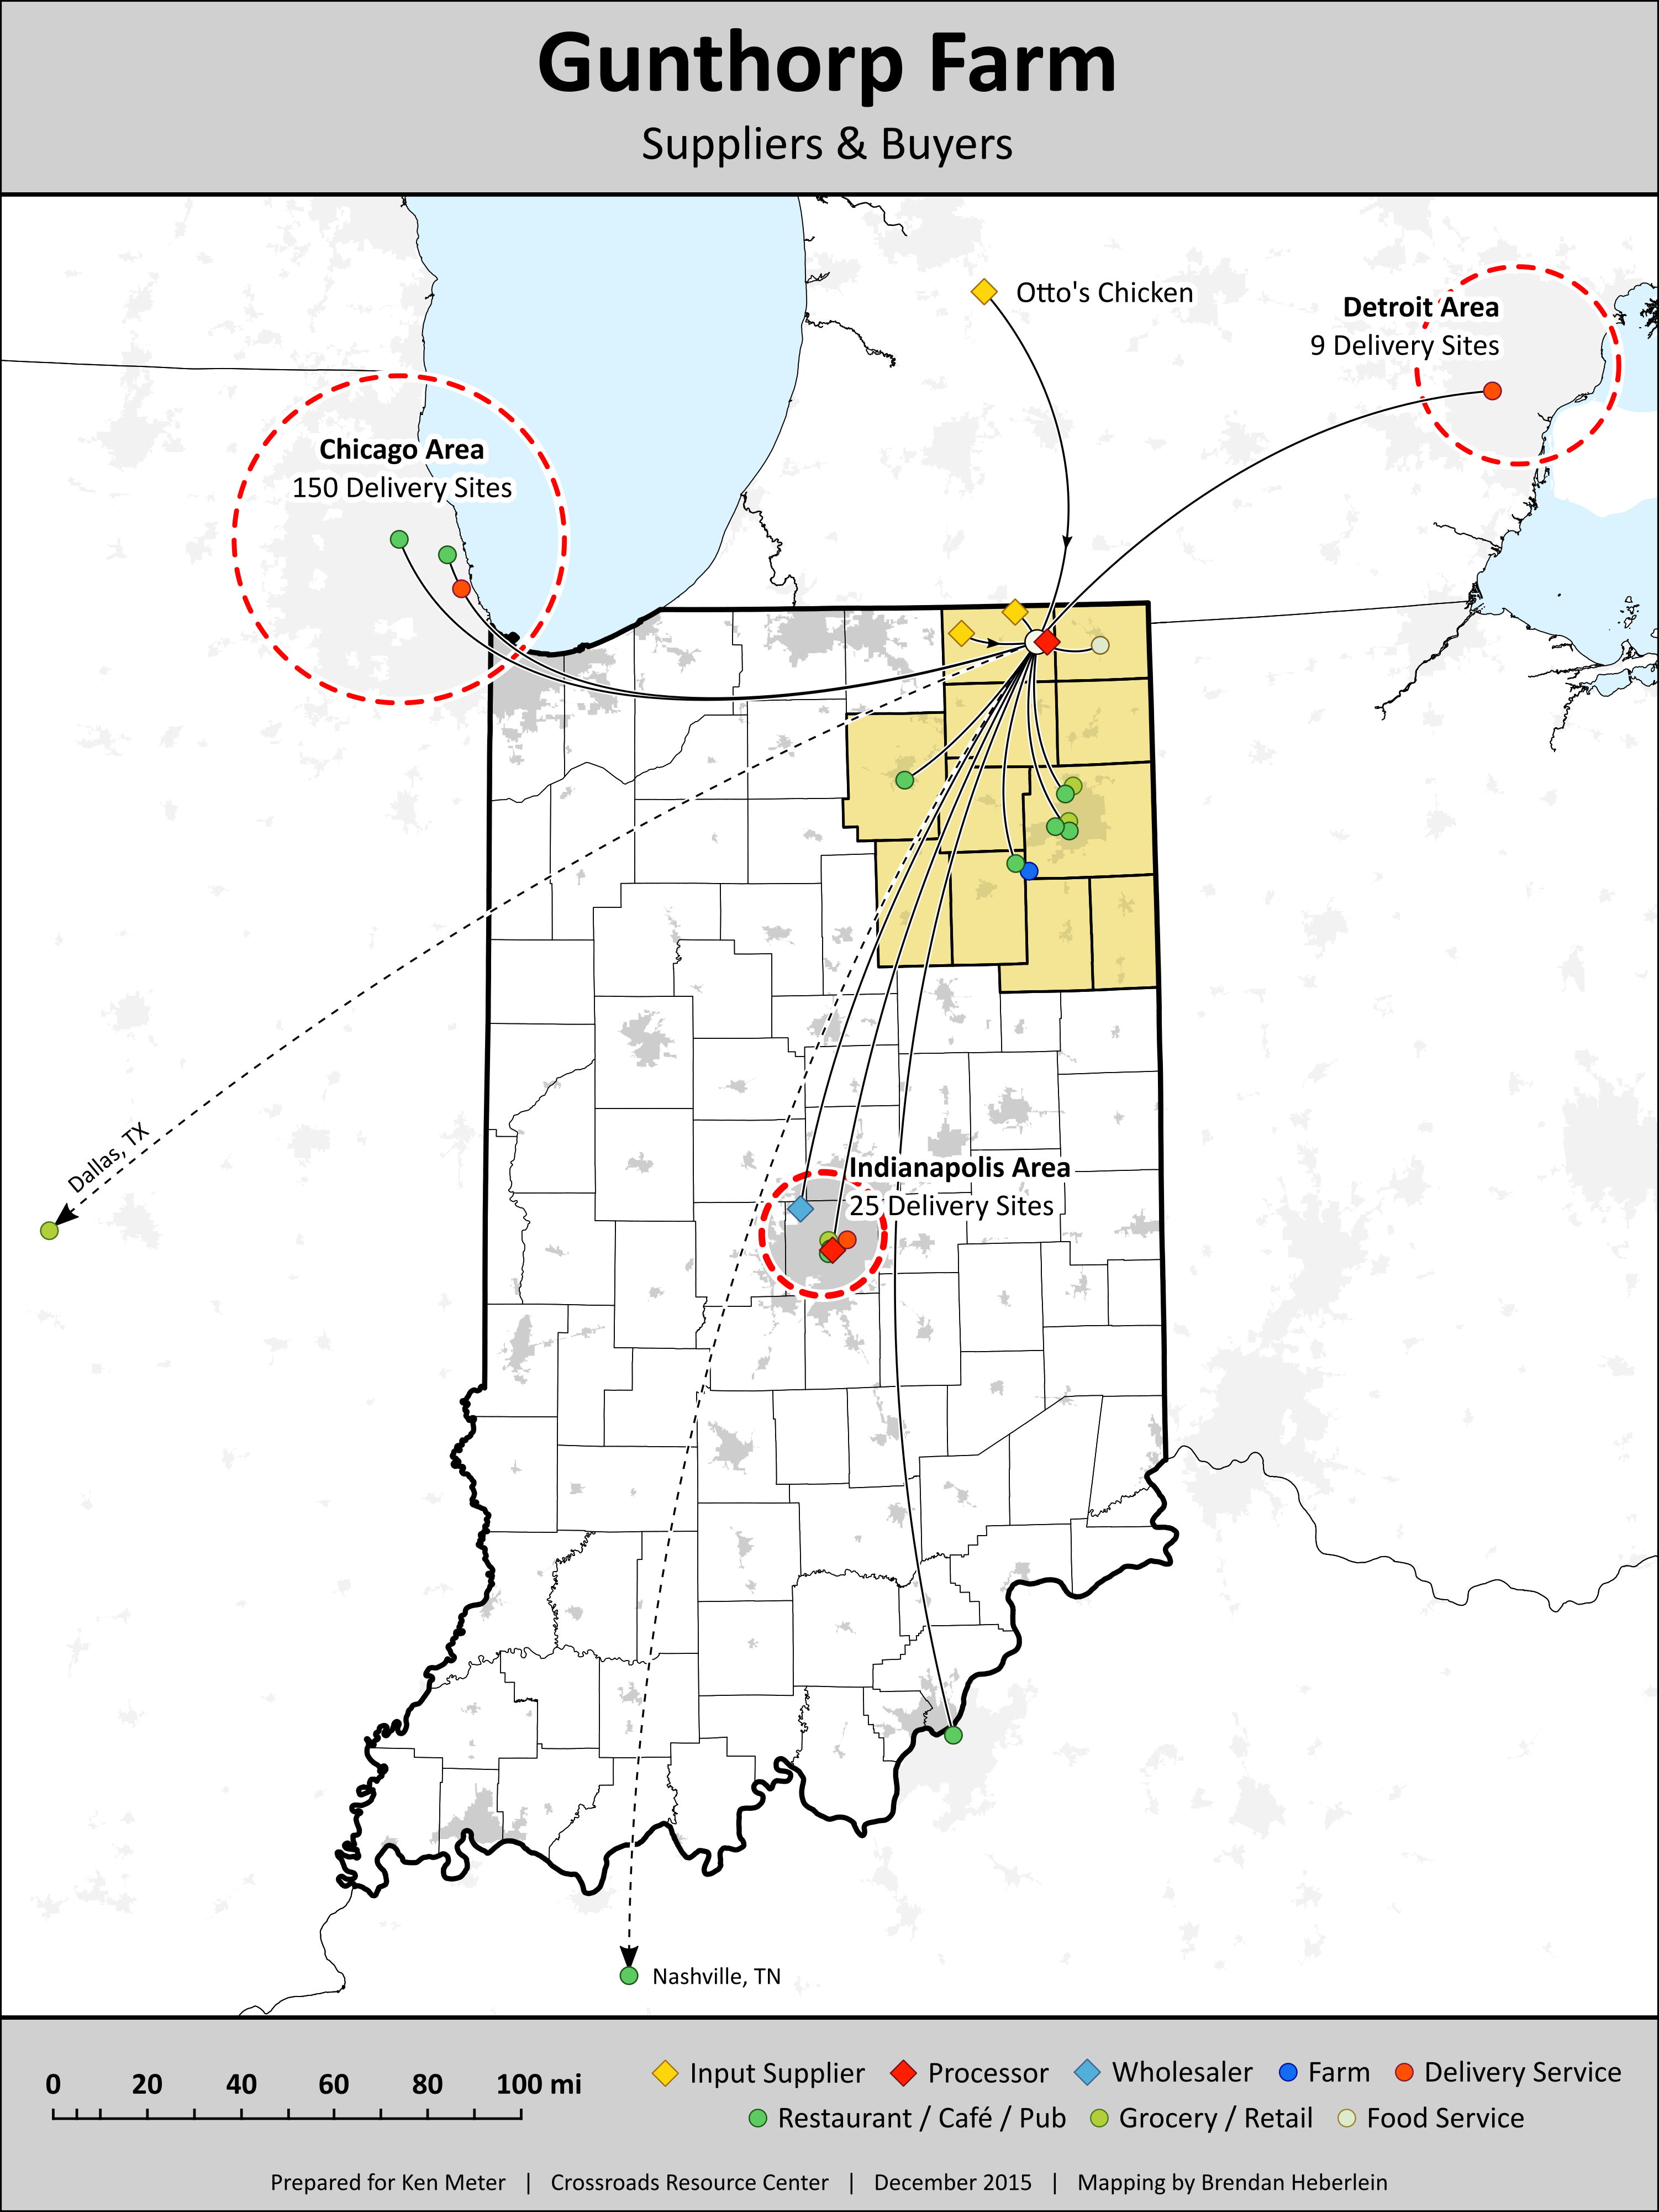 Gunthorp Farm
Suppliers & Buyers
Otto's Chicken
Detroit Area
9 Delivery Sites
Chicago Area
150 Delivery Sites
Dallas, TX
Indianapolis Area
25 Delivery Sites
Nashville, TN
0 20 40 60 80 100 mi
Input Supplier Processor Wholesaler Farm Delivery Service
Restaurant / Café / Pub Grocery / Retail Food Service
Prepared for Ken Meter | Crossroads Resource Center | December 2015 | Mapping by Brendan Heberlein